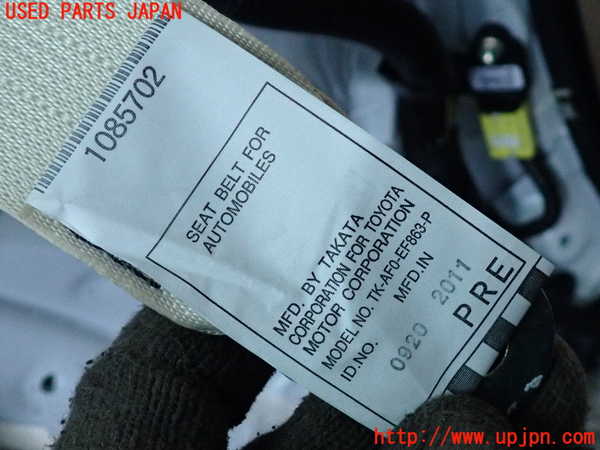 USED PARTS JAPAN
1085702
SEAT BELT FOR
AUTOMOBILES
MFD. BY TAKATA
CORPORATION FOR TOYOTA
MOTOR CORPORATION
MODEL NO. TK-AF0-EF863-P
ID.NO. MFD.IN
0920 2011
PRE
http://www.upjpn.com/